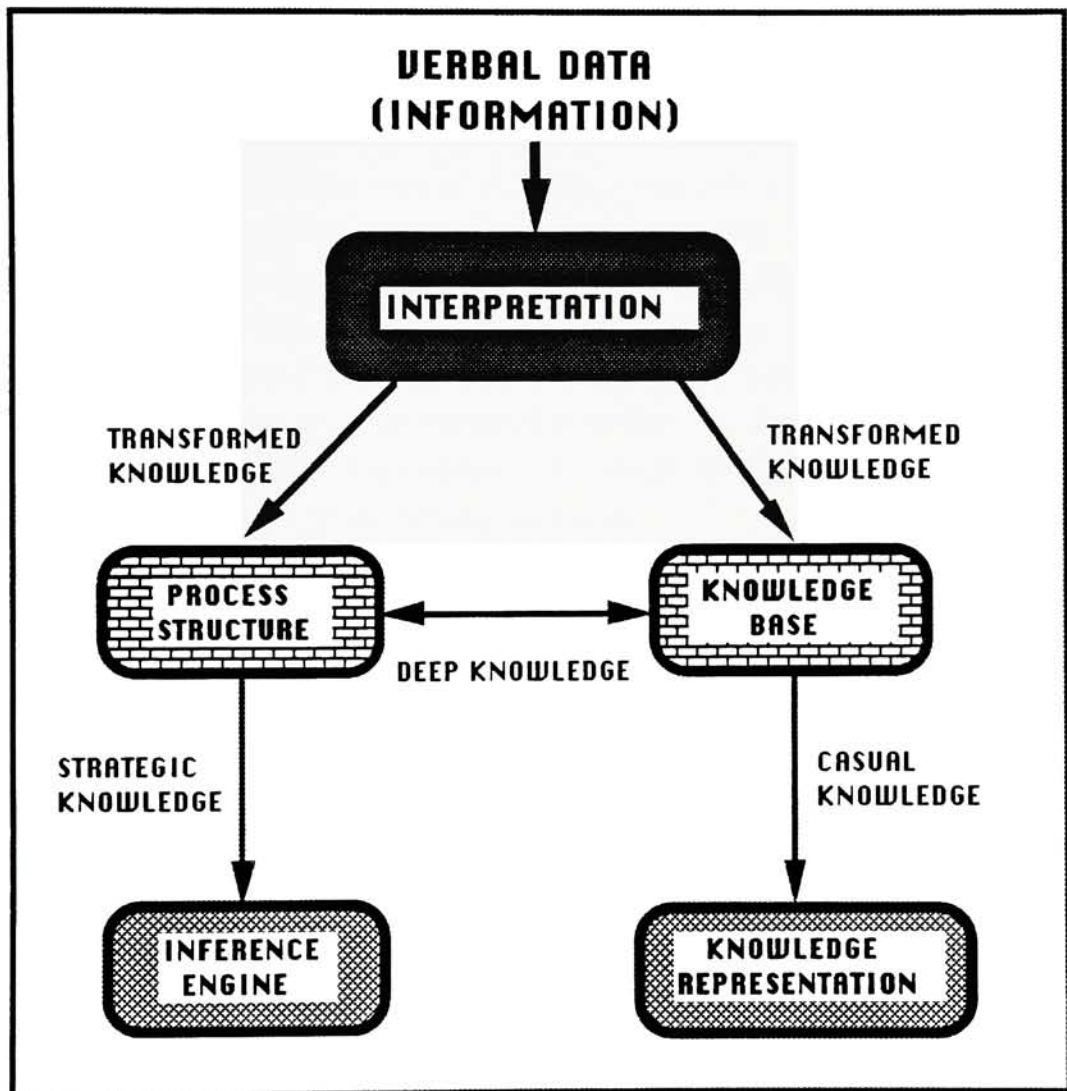 VERBAL DATA
(INFORMATION)
INTERPRETATION
TRANSFORMED
KNOWLEDGE
TRANSFORMED
KNOWLEDGE
PROCESS
STRUCTURE
KNOWLEDGE
BASE
DEEP KNOWLEDGE
STRATEGIC
KNOWLEDGE
CASUAL
KNOWLEDGE
INFERENCE
ENGINE
KNOWLEDGE
REPRESENTATION